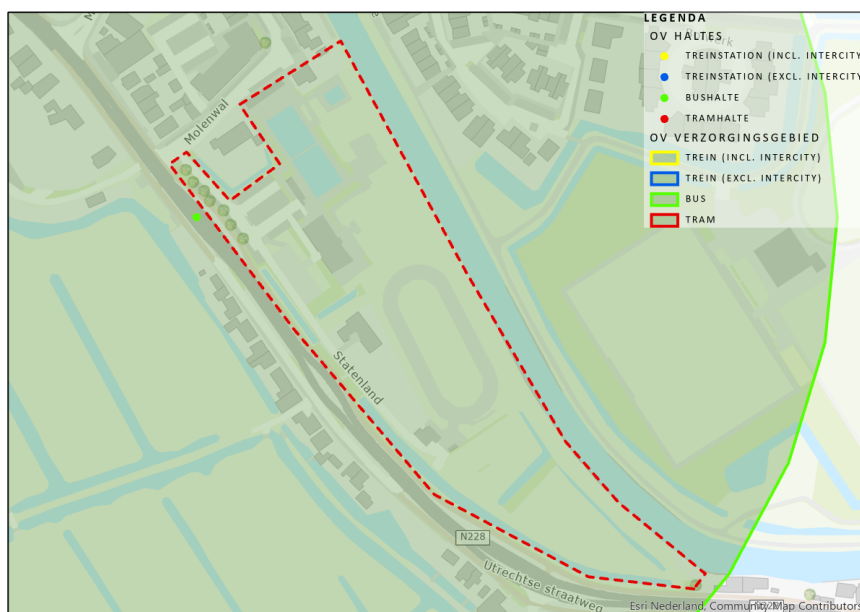 LEGENDA
OV HALTES
TREINSTATION (INCL. INTERCITY
TREINSTATION (EXCL. INTERCITY
BUSHALTE
TRAMHALTE
OV VERZORGINGSGEBIED
TREIN (INCL. INTERCITY)
TREIN (EXCL. INTERCITY)
BUS
TRAM
Molenwal
Statenland
N228
Utrechtse straatweg
Esri Nederland, Community Map Contributors